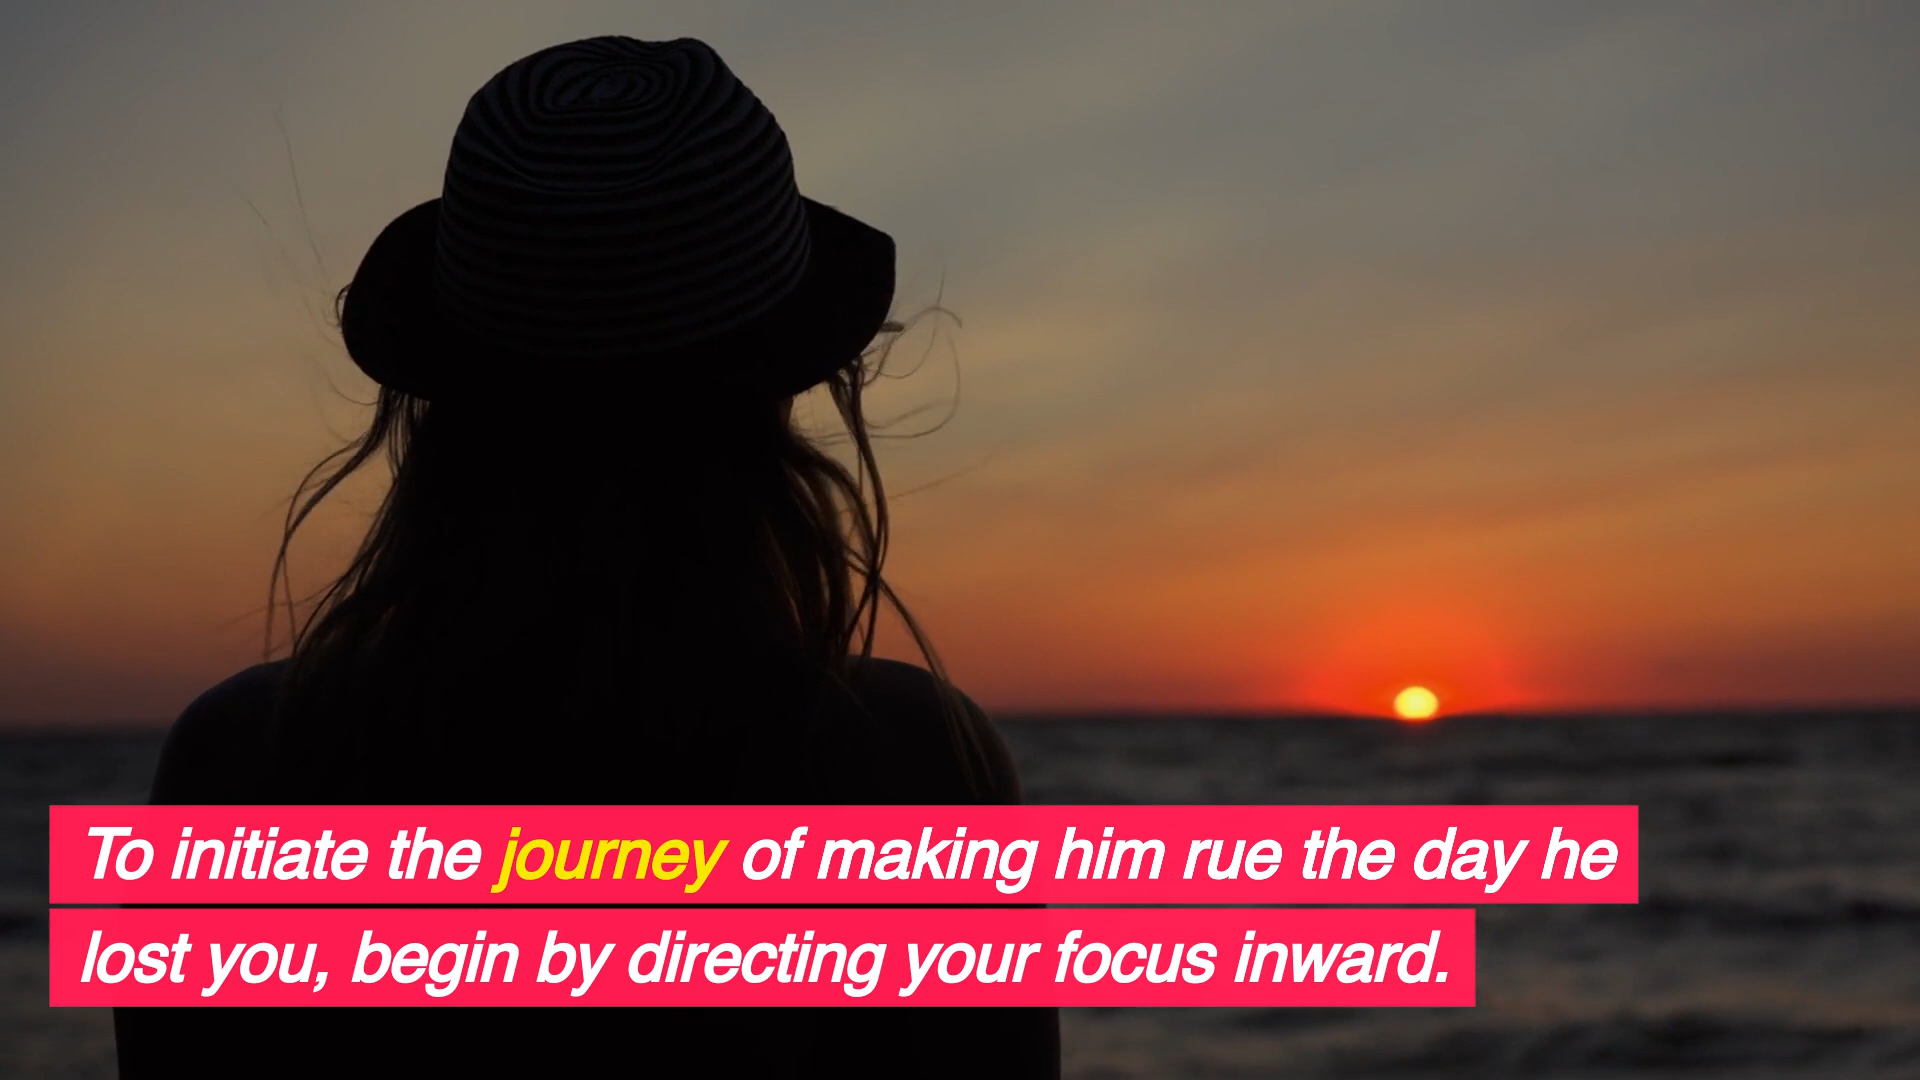 To initiate the journey of making him rue the day he
lost you, begin by directing your focus inward.